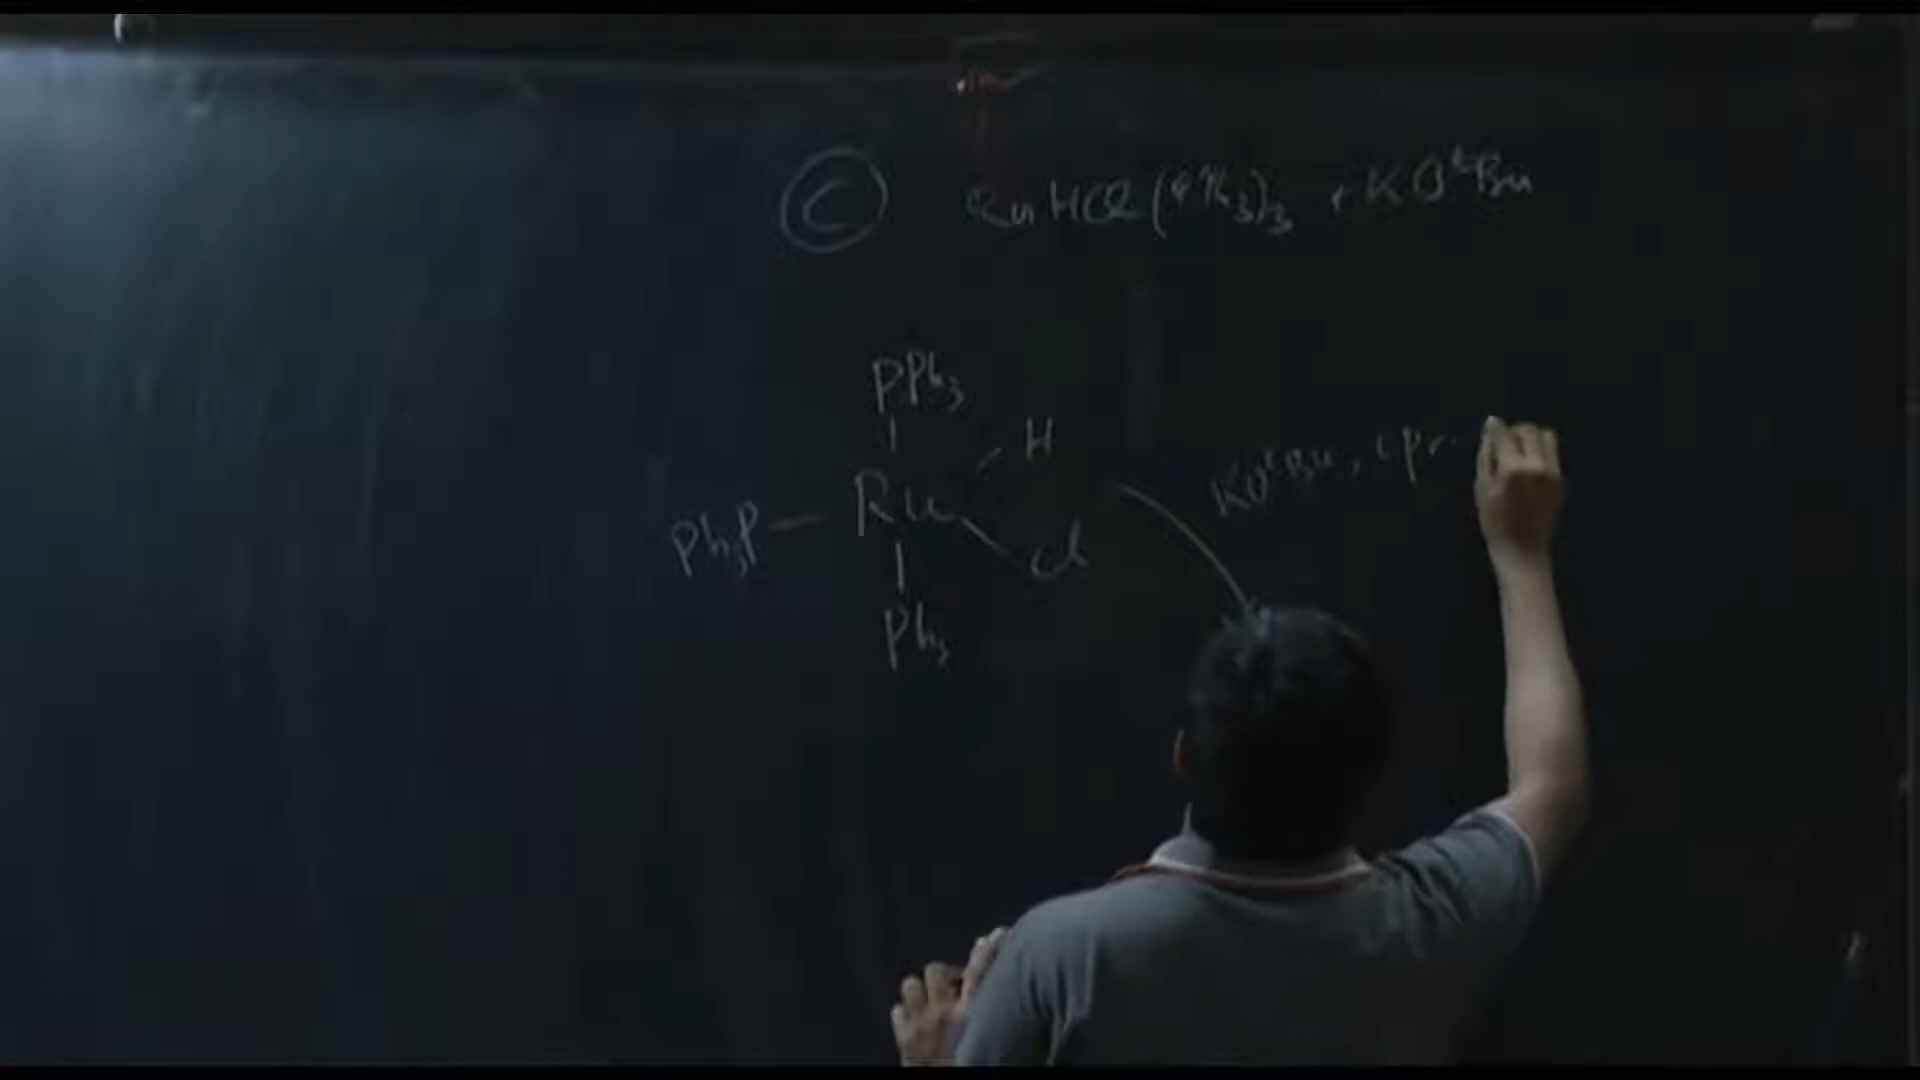 C RuHCl(PPh3)3 + KOtBu
PPh3
H
KOtBu, iPr-
Ph3P — Ru
Cl
Ph3